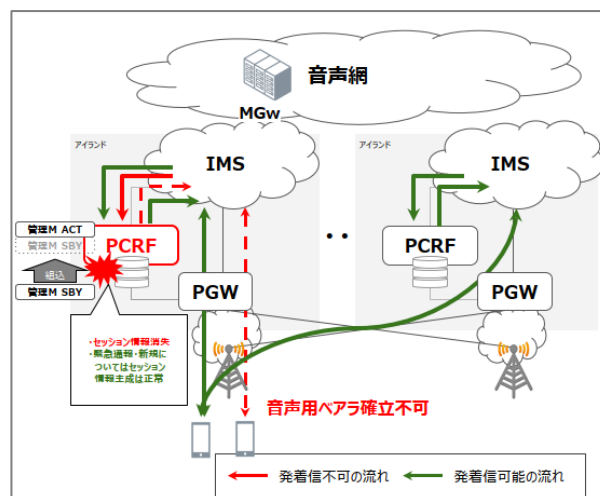 音声網
MGw
アイランド
IMS
アイランド
IMS
管理M ACT
管理M SBY
組込
管理M SBY
PCRF
PCRF
・・
PGW
PGW
・セッション情報消失
・緊急通報・新規に
ついてはセッション
情報主成は正常
音声用ベアラ確立不可
発着信不可の流れ
発着信可能の流れ